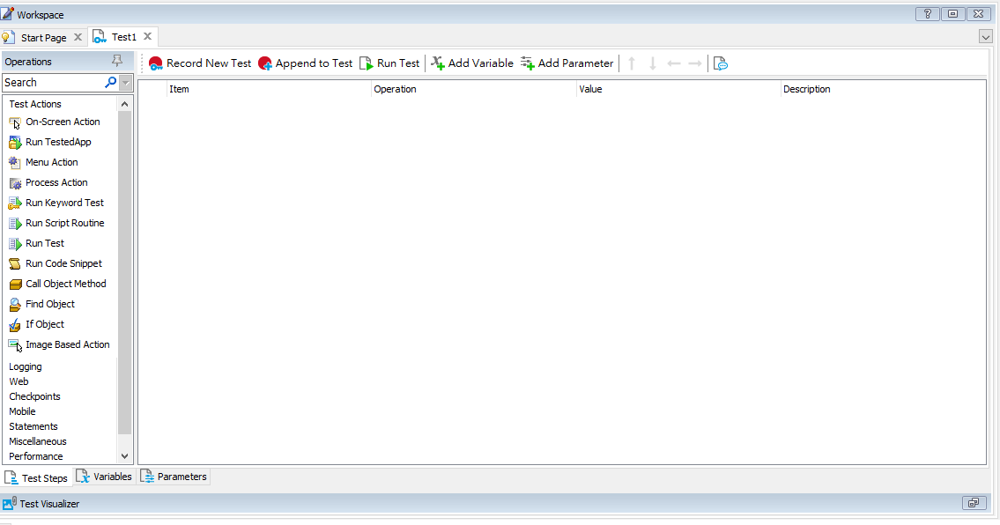 Workspace
Start Page Test1
Operations
Record New Test Append to Test Run Test Add Variable Add Parameter
Search
Item Operation Value Description
Test Actions
On-Screen Action
Run TestedApp
Menu Action
Process Action
Run Keyword Test
Run Script Routine
Run Test
Run Code Snippet
Call Object Method
Find Object
If Object
Image Based Action
Logging
Web
Checkpoints
Mobile
Statements
Miscellaneous
Performance
Test Steps Variables Parameters
Test Visualizer